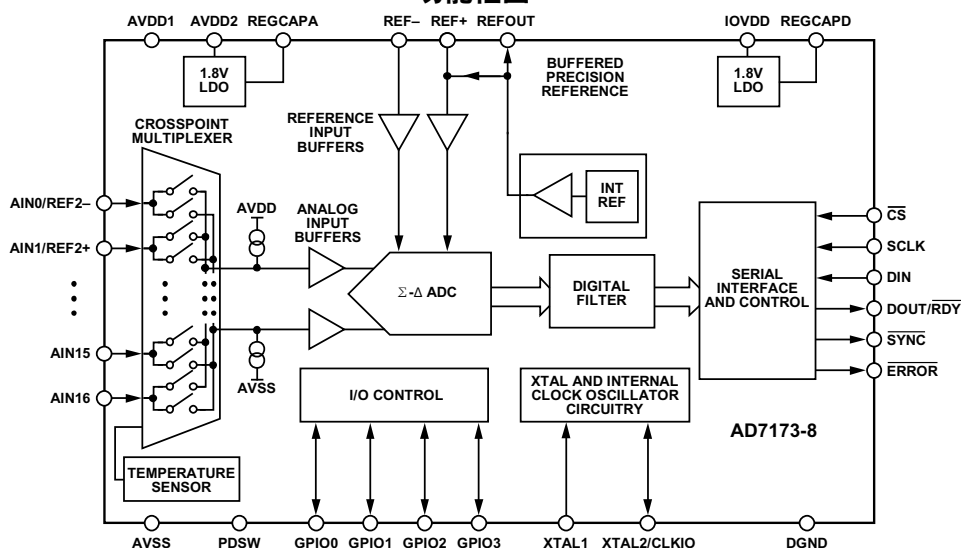 功能框图
AVDD1 AVDD2 REGCAPA REF– REF+ REFOUT IOVDD REGCAPD
1.8V
LDO
BUFFERED
PRECISION
REFERENCE
1.8V
LDO
CROSSPOINT
MULTIPLEXER
REFERENCE
INPUT
BUFFERS
INT
REF
AIN0/REF2–
AVDD
ANALOG
INPUT
BUFFERS
CS
AIN1/REF2+
SCLK
Σ-Δ ADC
DIGITAL
FILTER
SERIAL
INTERFACE
AND CONTROL
DIN
DOUT/RDY
SYNC
AIN15
ERROR
AVSS
AIN16
I/O CONTROL
XTAL AND INTERNAL
CLOCK OSCILLATOR
CIRCUITRY
AD7173-8
TEMPERATURE
SENSOR
AVSS PDSW GPIO0 GPIO1 GPIO2 GPIO3 XTAL1 XTAL2/CLKIO DGND